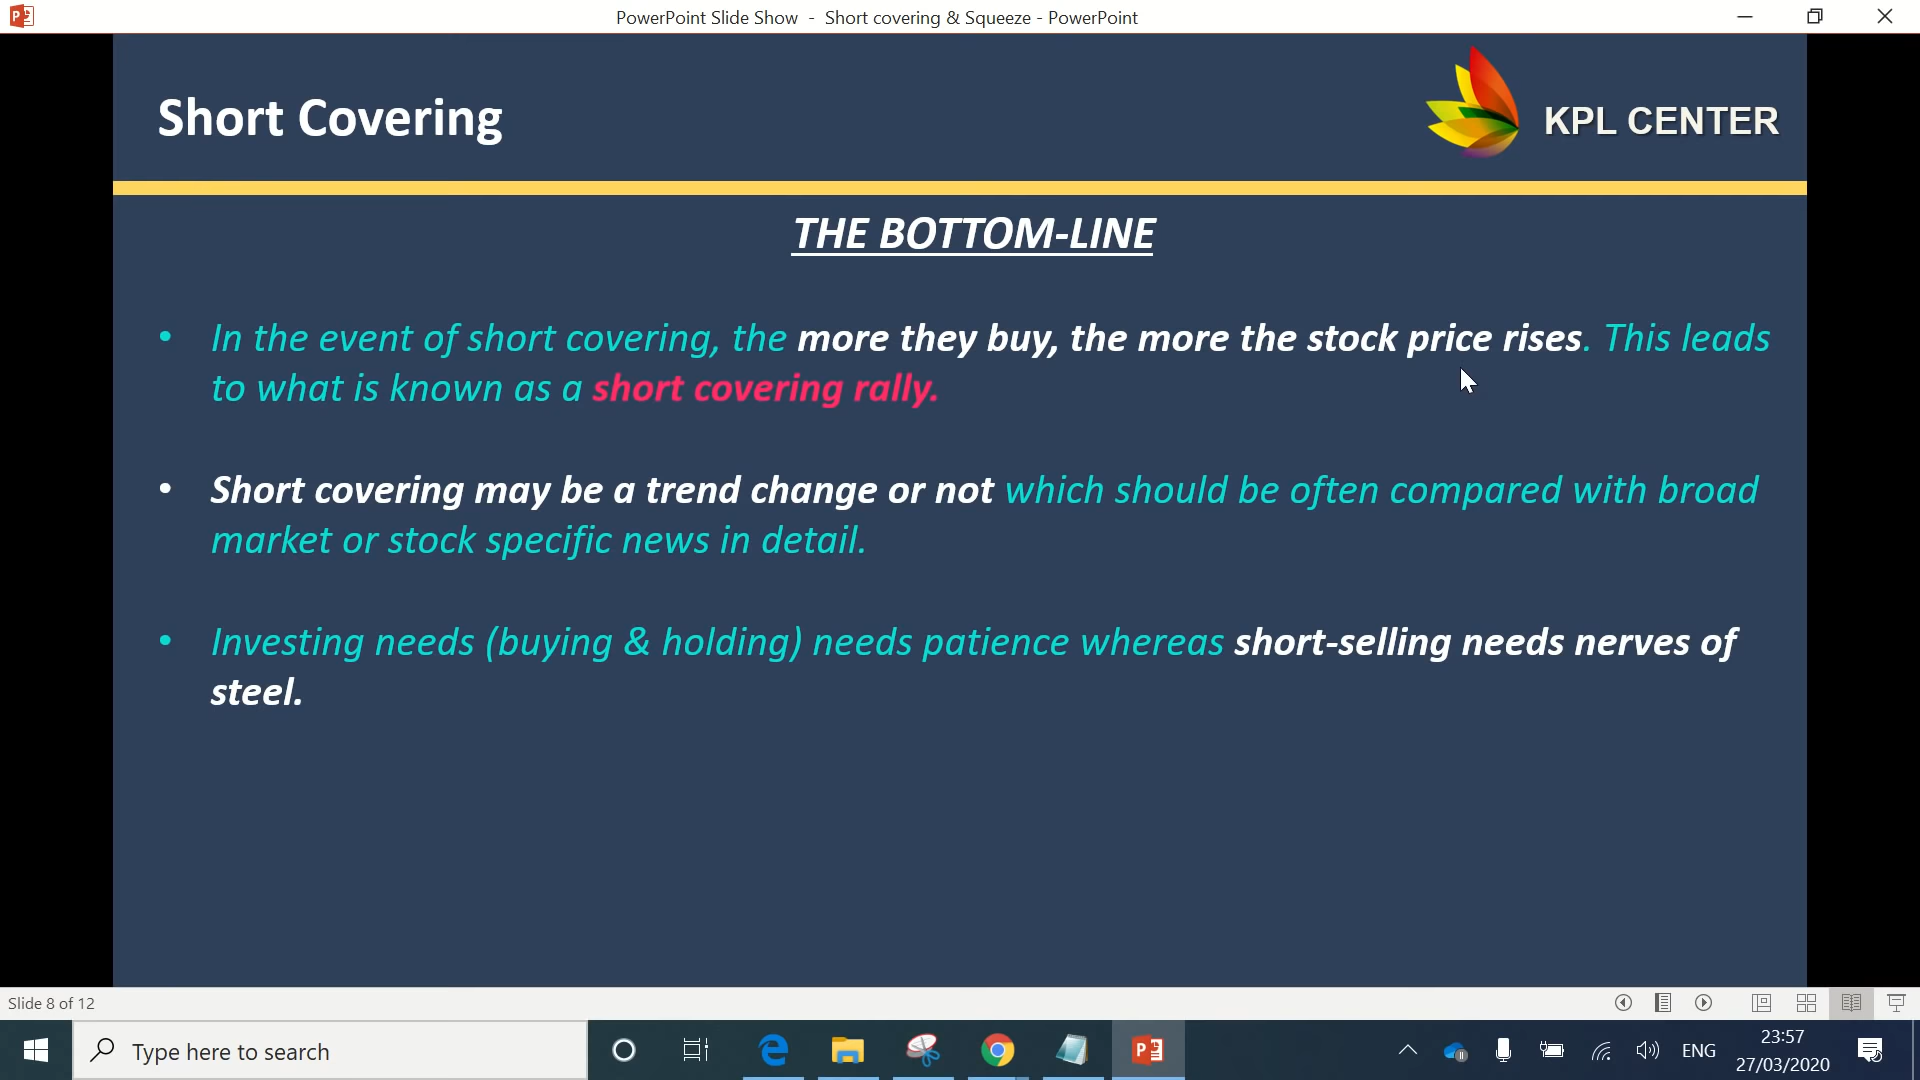 PowerPoint Slide Show - Short covering & Squeeze - PowerPoint
Short Covering
KPL CENTER
THE BOTTOM-LINE
• In the event of short covering, the more they buy, the more the stock price rises. This leads
to what is known as a short covering rally.
• Short covering may be a trend change or not which should be often compared with broad
market or stock specific news in detail.
• Investing needs (buying & holding) needs patience whereas short-selling needs nerves of
steel.
Slide 8 of 12
Type here to search
ENG
23:57
27/03/2020